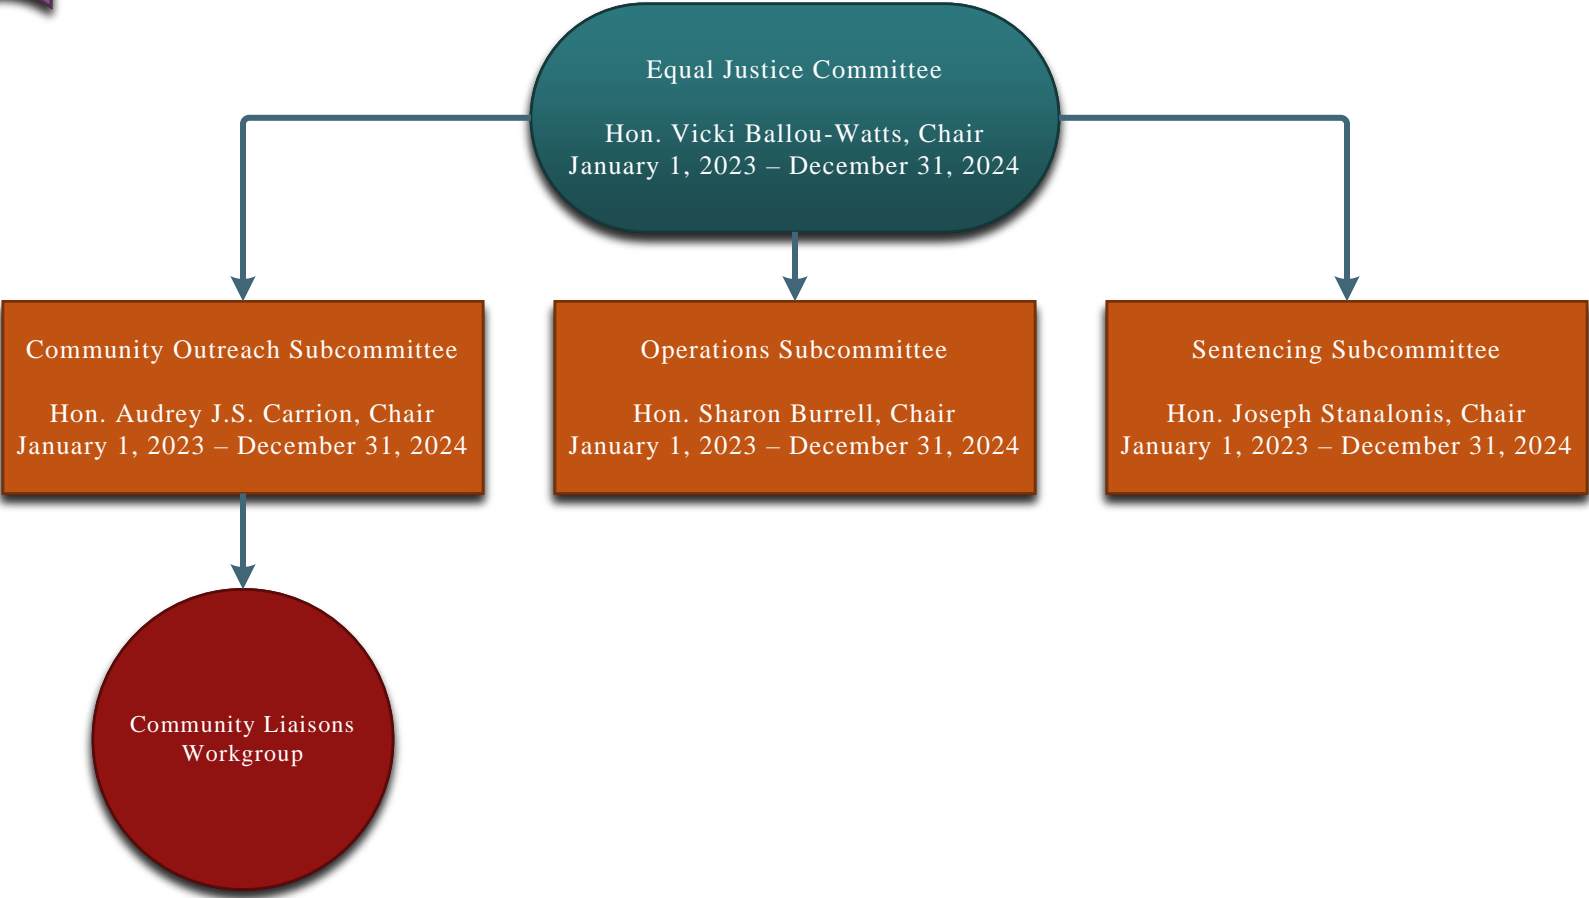 Equal Justice Committee
Hon. Vicki Ballou-Watts, Chair
January 1, 2023 – December 31, 2024
Community Outreach Subcommittee
Hon. Audrey J.S. Carrion, Chair
January 1, 2023 – December 31, 2024
Operations Subcommittee
Hon. Sharon Burrell, Chair
January 1, 2023 – December 31, 2024
Sentencing Subcommittee
Hon. Joseph Stanalonis, Chair
January 1, 2023 – December 31, 2024
Community Liaisons
Workgroup